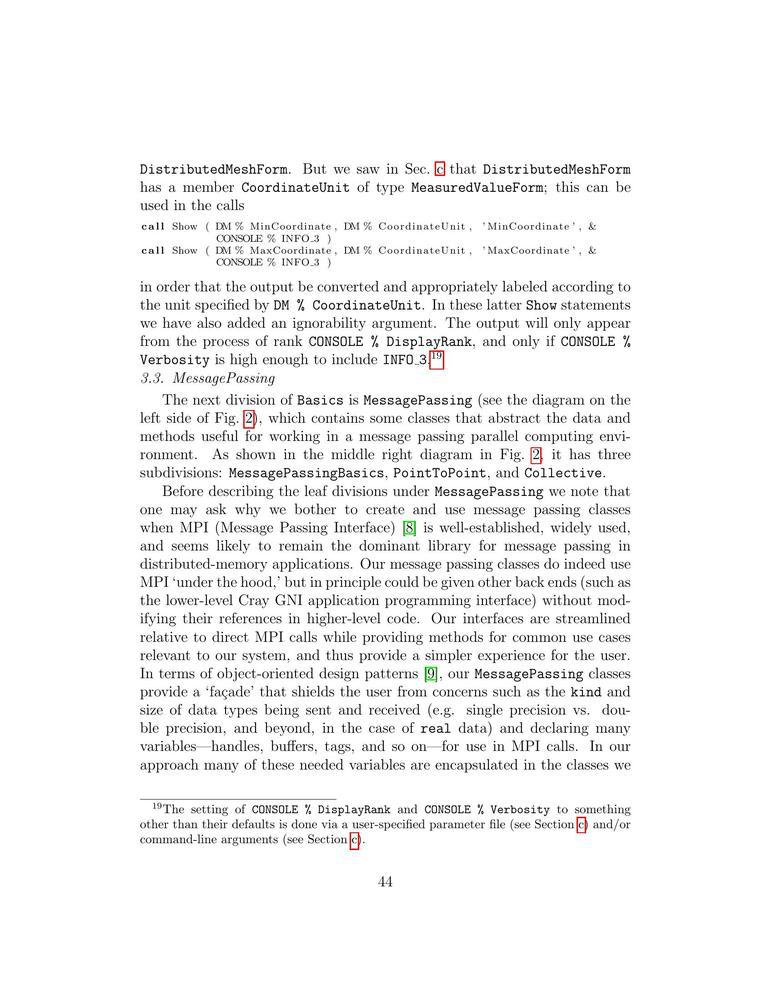 DistributedMeshForm. But we saw in Sec. c that DistributedMeshForm
has a member CoordinateUnit of type MeasuredValueForm; this can be
used in the calls
call Show ( DM % MinCoordinate, DM % CoordinateUnit, 'MinCoordinate', &
CONSOLE % INFO_3 )
call Show ( DM % MaxCoordinate, DM % CoordinateUnit, 'MaxCoordinate', &
CONSOLE % INFO_3 )
in order that the output be converted and appropriately labeled according to
the unit specified by DM % CoordinateUnit. In these latter Show statements
we have also added an ignorability argument. The output will only appear
from the process of rank CONSOLE % DisplayRank, and only if CONSOLE %
Verbosity is high enough to include INFO_3.19
3.3. MessagePassing
The next division of Basics is MessagePassing (see the diagram on the
left side of Fig. 2), which contains some classes that abstract the data and
methods useful for working in a message passing parallel computing envi-
ronment. As shown in the middle right diagram in Fig. 2, it has three
subdivisions: MessagePassingBasics, PointToPoint, and Collective.
Before describing the leaf divisions under MessagePassing we note that
one may ask why we bother to create and use message passing classes
when MPI (Message Passing Interface) [8] is well-established, widely used,
and seems likely to remain the dominant library for message passing in
distributed-memory applications. Our message passing classes do indeed use
MPI ‘under the hood,’ but in principle could be given other back ends (such as
the lower-level Cray GNI application programming interface) without mod-
ifying their references in higher-level code. Our interfaces are streamlined
relative to direct MPI calls while providing methods for common use cases
relevant to our system, and thus provide a simpler experience for the user.
In terms of object-oriented design patterns [9], our MessagePassing classes
provide a ‘façade’ that shields the user from concerns such as the kind and
size of data types being sent and received (e.g. single precision vs. dou-
ble precision, and beyond, in the case of real data) and declaring many
variables—handles, buffers, tags, and so on—for use in MPI calls. In our
approach many of these needed variables are encapsulated in the classes we
19The setting of CONSOLE % DisplayRank and CONSOLE % Verbosity to something
other than their defaults is done via a user-specified parameter file (see Section c) and/or
command-line arguments (see Section c).
44